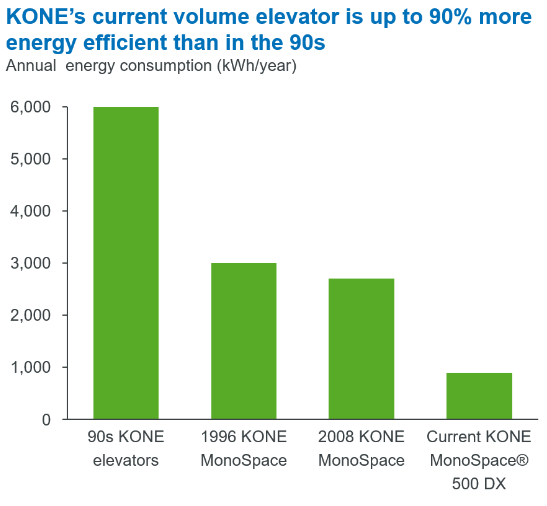 KONE’s current volume elevator is up to 90% more
energy efficient than in the 90s
Annual  energy consumption (kWh/year)
6,000
5,000
4,000
3,000
2,000
1,000
0
90s KONE
elevators
1996 KONE
MonoSpace
2008 KONE
MonoSpace
Current KONE
MonoSpace®
500 DX